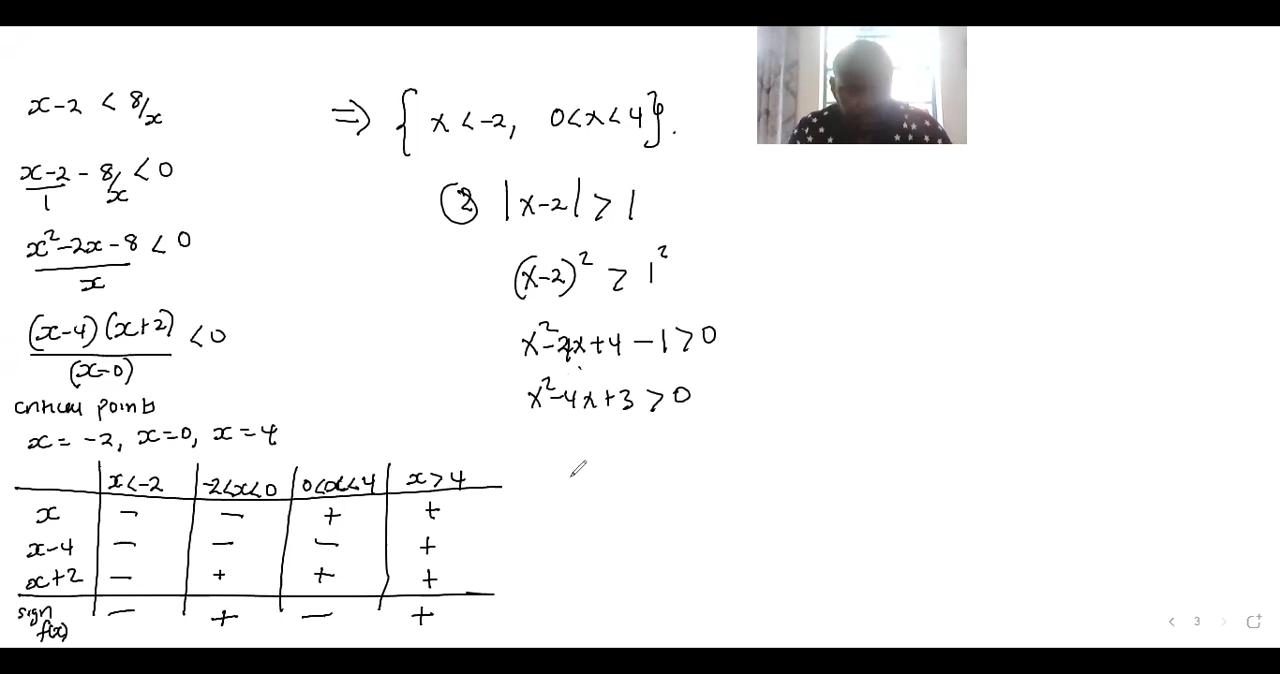 x-2 < 8/x
x-2/1 - 8/x < 0
x²-2x-8/x < 0
(x-4)(x+2)/(x-0) < 0
critical points
x = -2, x=0, x=4
x<-2 -2<x<0 0<x<4 x>4
x - - + +
x-4 - - - +
x+2 - + + +
sign f(x) - + - +
⇒ { x < -2, 0<x<4 }.
② |x-2| > 1
(x-2)² > 1²
x²-4x+4-1>0
x²-4x+3 > 0
< 3 >